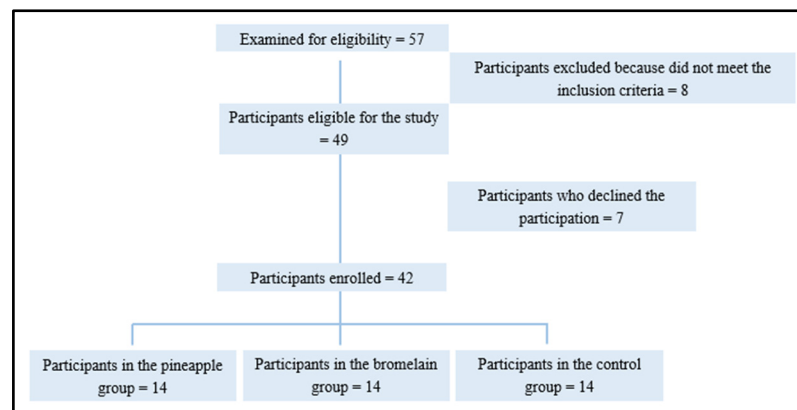 Examined for eligibility = 57
Participants excluded because did not meet the
inclusion criteria = 8
Participants eligible for the study
= 49
Participants who declined the
participation = 7
Participants enrolled = 42
Participants in the pineapple
group = 14
Participants in the bromelain
group = 14
Participants in the control
group = 14